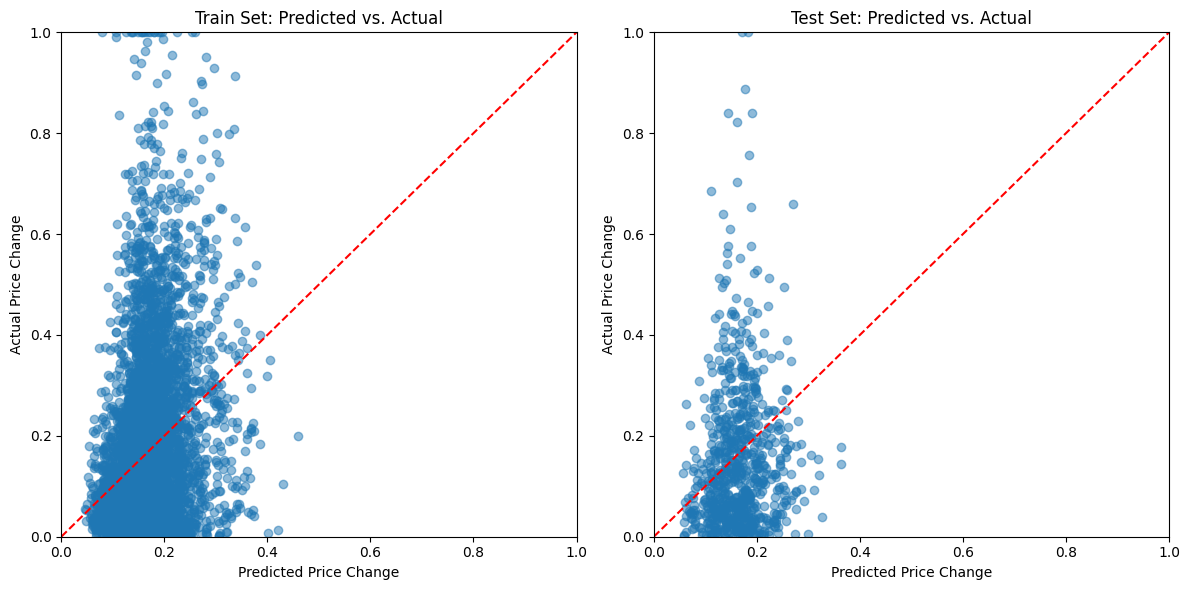 Train Set: Predicted vs. Actual
1.0
0.8
0.6
0.4
0.2
0.0
Actual Price Change
0.0 0.2 0.4 0.6 0.8 1.0
Predicted Price Change
Test Set: Predicted vs. Actual
1.0
0.8
0.6
0.4
0.2
0.0
Actual Price Change
0.0 0.2 0.4 0.6 0.8 1.0
Predicted Price Change